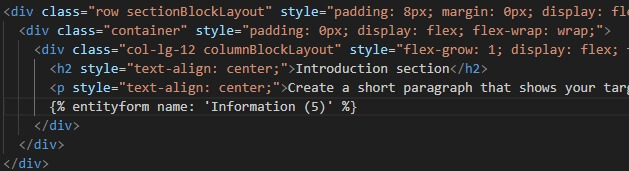 <div class="row sectionBlockLayout" style="padding: 8px; margin: 0px; display: fle
<div class="container" style="padding: 0px; display: flex; flex-wrap: wrap;">
<div class="col-lg-12 columnBlockLayout" style="flex-grow: 1; display: flex;
<h2 style="text-align: center;">Introduction section</h2>
<p style="text-align: center;">Create a short paragraph that shows your targ
{% entityform name: 'Information (5)' %}
</div>
</div>
</div>